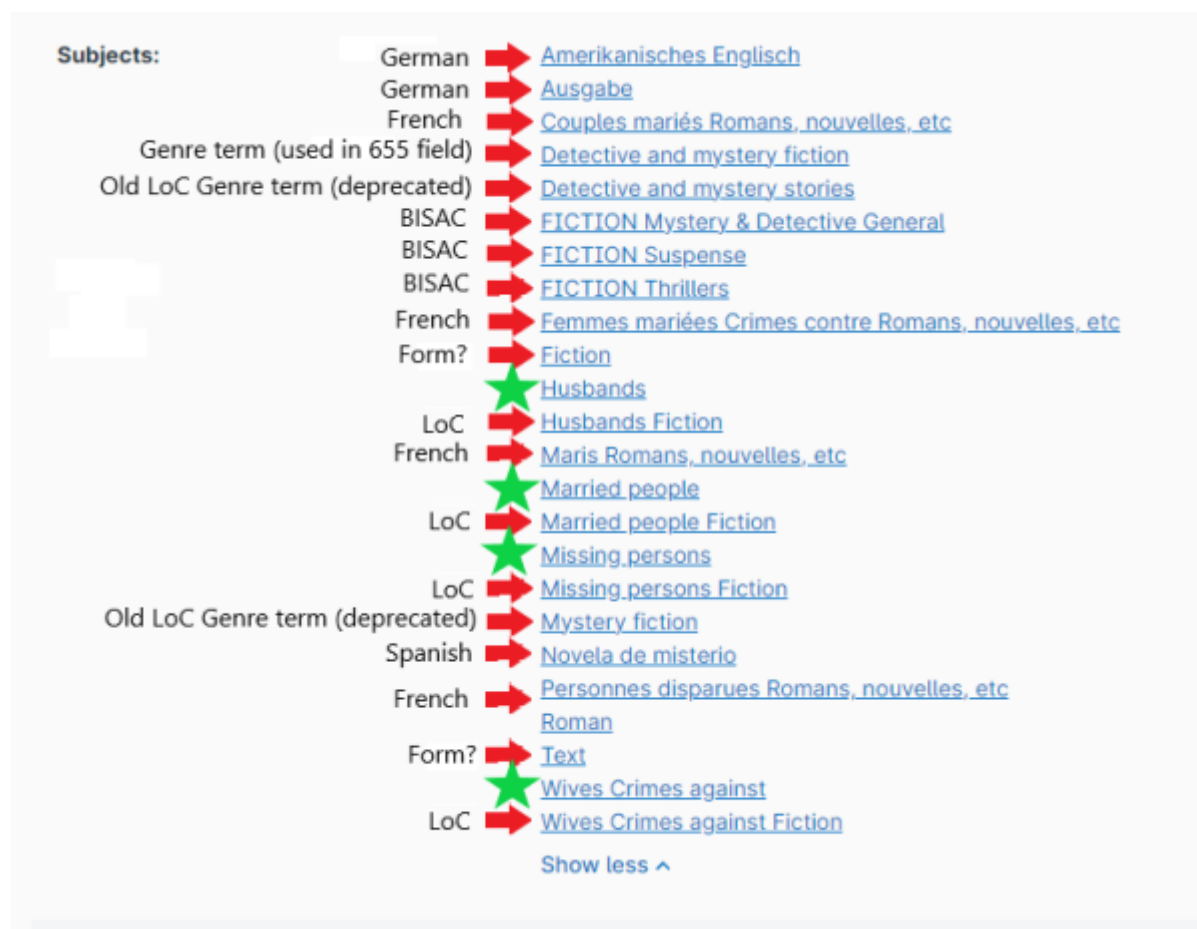 Subjects: German Amerikanisches Englisch
German Ausgabe
French Couples mariés Romans, nouvelles, etc
Genre term (used in 655 field) Detective and mystery fiction
Old LoC Genre term (deprecated) Detective and mystery stories
BISAC FICTION Mystery & Detective General
BISAC FICTION Suspense
BISAC FICTION Thrillers
French Femmes mariées Crimes contre Romans, nouvelles, etc
Form? Fiction
Husbands
LoC Husbands Fiction
French Maris Romans, nouvelles, etc
Married people
LoC Married people Fiction
Missing persons
LoC Missing persons Fiction
Old LoC Genre term (deprecated) Mystery fiction
Spanish Novela de misterio
French Personnes disparues Romans, nouvelles, etc
Roman
Form? Text
Wives Crimes against
LoC Wives Crimes against Fiction
Show less